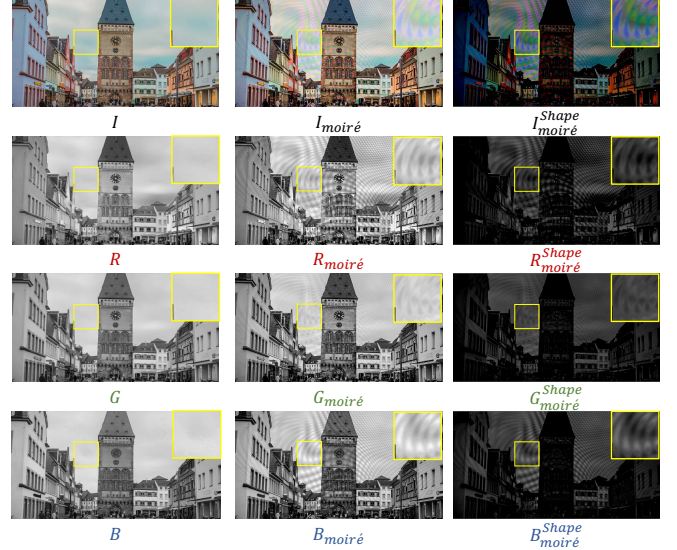 I I_moiré I_moiré^Shape
R R_moiré R_moiré^Shape
G G_moiré G_moiré^Shape
B B_moiré B_moiré^Shape